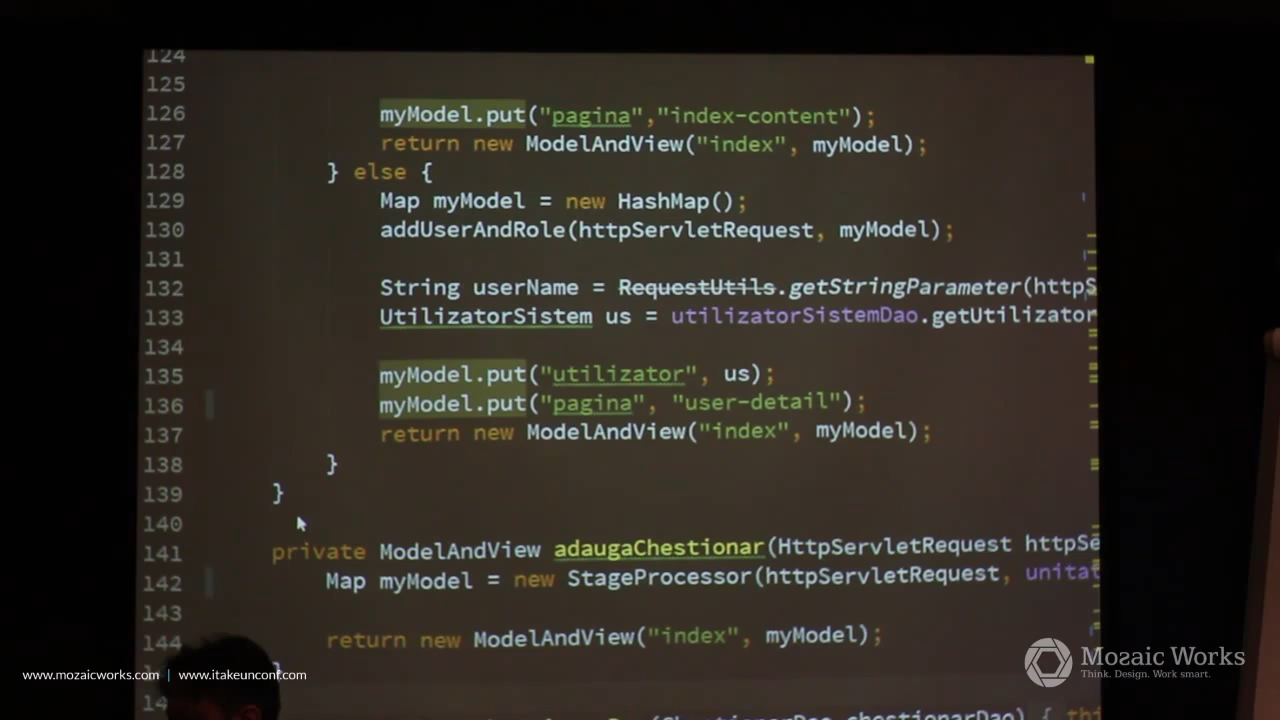 124
125
126 myModel.put("pagina","index-content");
127 return new ModelAndView("index", myModel);
128 } else {
129 Map myModel = new HashMap();
130 addUserAndRole(httpServletRequest, myModel);
131
132 String userName = RequestUtils.getStringParameter(httpS
133 UtilizatorSistem us = utilizatorSistemDao.getUtilizator
134
135 myModel.put("utilizator", us);
136 myModel.put("pagina", "user-detail");
137 return new ModelAndView("index", myModel);
138 }
139 }
140
141 private ModelAndView adaugaChestionar(HttpServletRequest httpSe
142 Map myModel = new StageProcessor(httpServletRequest, unitat
143
144 return new ModelAndView("index", myModel);
www.mozaicworks.com | www.itakeunconf.com
Mozaic Works
Think. Design. Work smart.